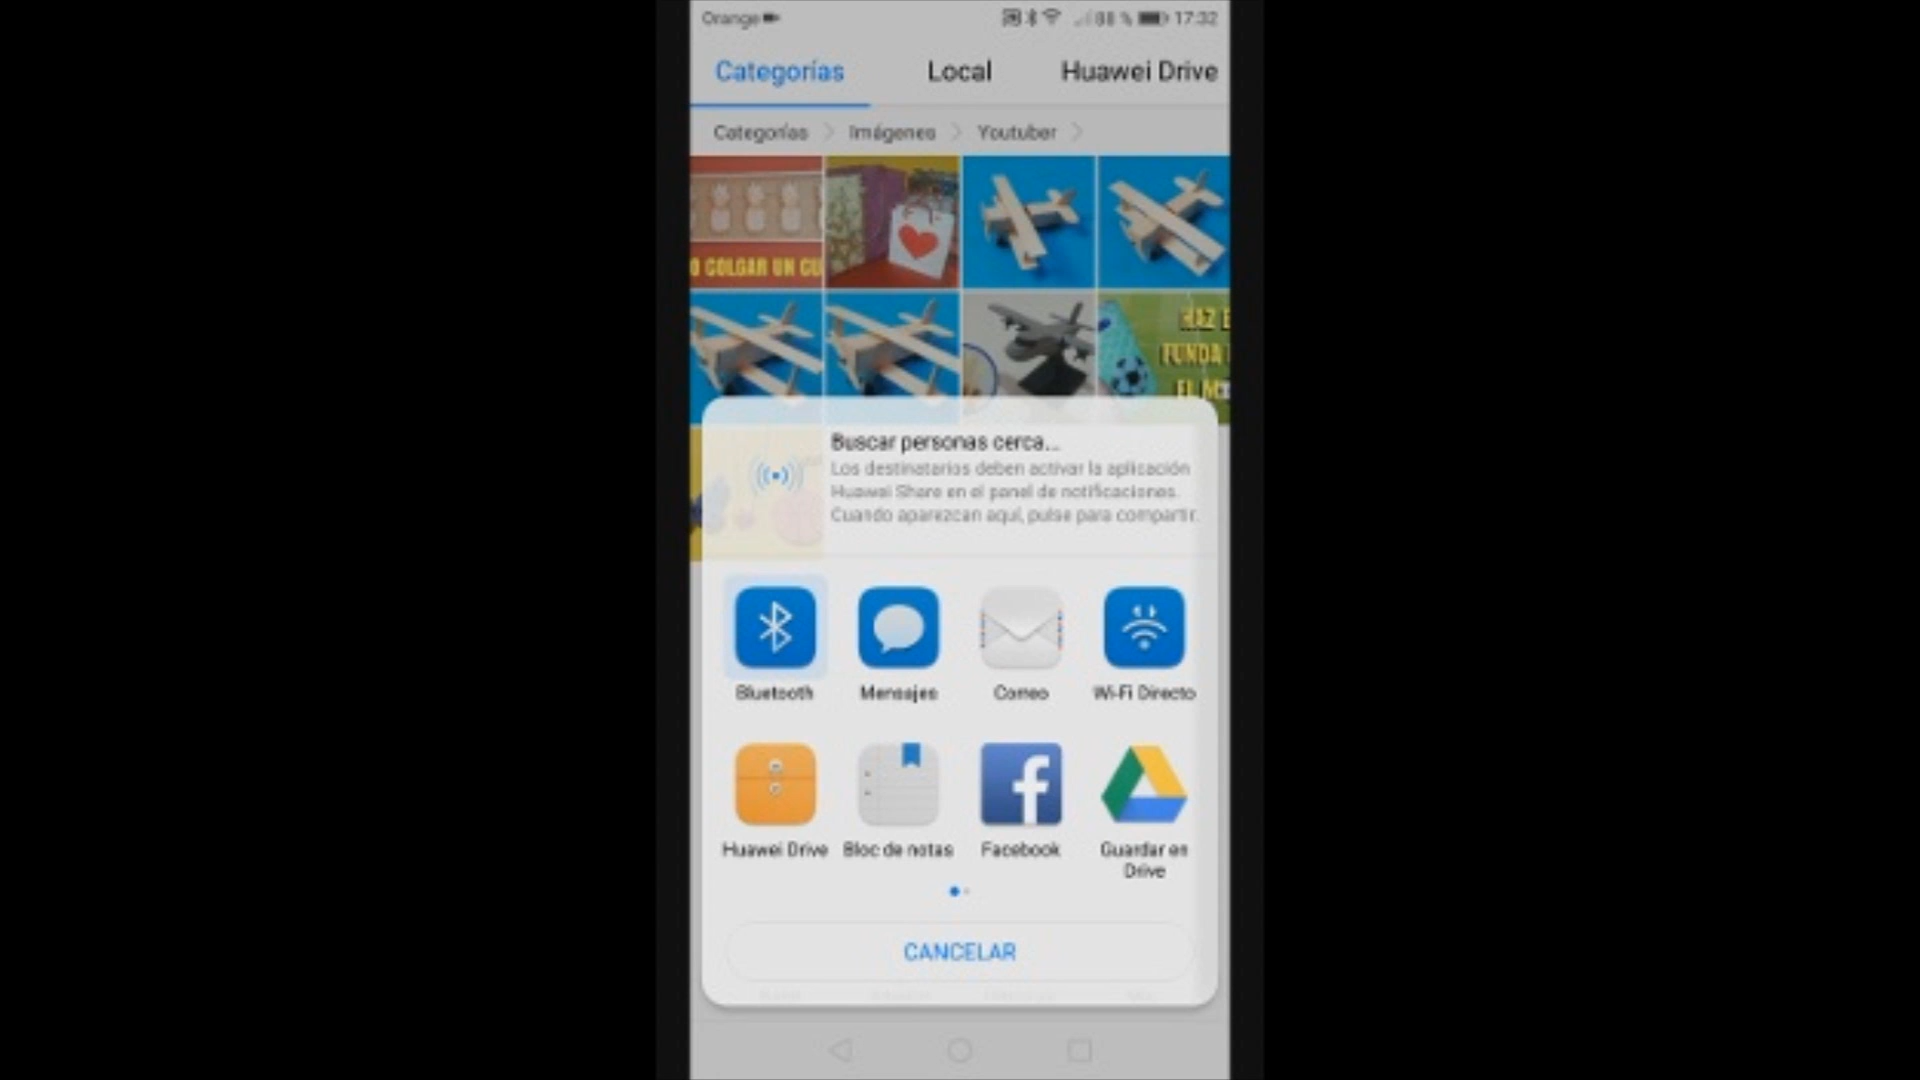 Orange 88 % 17:32
Categorías Local Huawei Drive
Categorías Imágenes Youtuber
O COLGAR UN CU
HAZ E
FUNDA
EL M
Buscar personas cerca...
Los destinatarios deben activar la aplicación
Huawei Share en el panel de notificaciones.
Cuando aparezcan aquí, pulse para compartir.
Bluetooth Mensajes Correo Wi-Fi Directo
Huawei Drive Bloc de notas Facebook Guardar en
Drive
CANCELAR